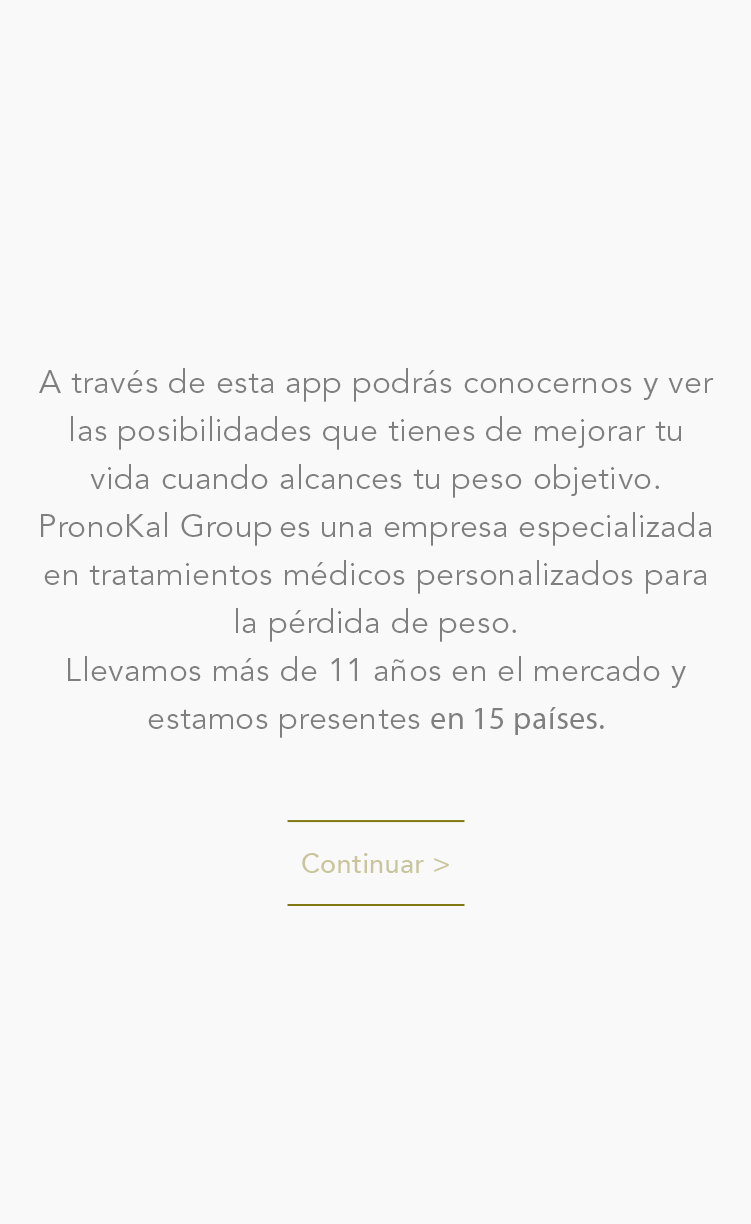 A través de esta app podrás conocernos y ver
las posibilidades que tienes de mejorar tu
vida cuando alcances tu peso objetivo.
PronoKal Group es una empresa especializada
en tratamientos médicos personalizados para
la pérdida de peso.
Llevamos más de 11 años en el mercado y
estamos presentes en 15 países.
Continuar >